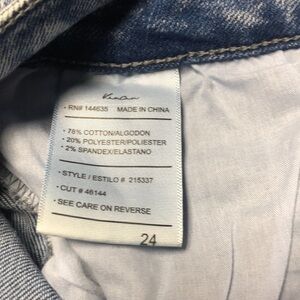 KanCan
• RN# 144635 MADE IN CHINA
• 78% COTTON/ALGODON
• 20% POLYESTER/POLIESTER
• 2% SPANDEX/ELASTANO
• STYLE / ESTILO # 215337
• CUT # 46144
• SEE CARE ON REVERSE
24